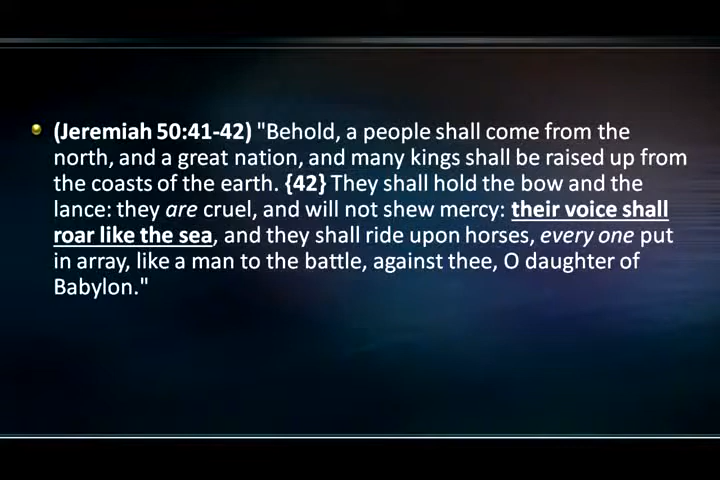 (Jeremiah 50:41-42) "Behold, a people shall come from the
north, and a great nation, and many kings shall be raised up from
the coasts of the earth. {42} They shall hold the bow and the
lance: they are cruel, and will not shew mercy: their voice shall
roar like the sea, and they shall ride upon horses, every one put
in array, like a man to the battle, against thee, O daughter of
Babylon."